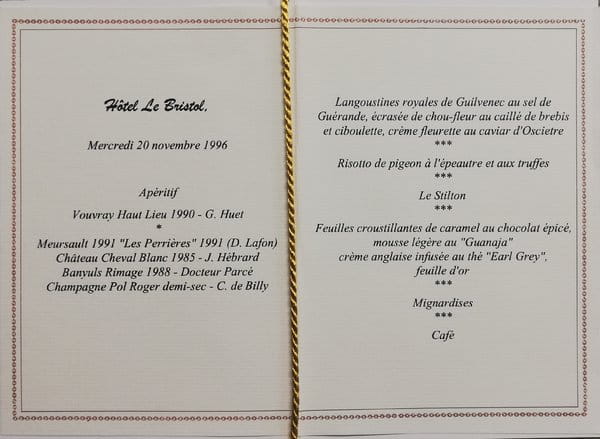 Hôtel Le Bristol,
Mercredi 20 novembre 1996
Apéritif
Vouvray Haut Lieu 1990 - G. Huet
*
Meursault 1991 "Les Perrières" 1991 (D. Lafon)
Château Cheval Blanc 1985 - J. Hébrard
Banyuls Rimage 1988 - Docteur Parcé
Champagne Pol Roger demi-sec - C. de Billy
Langoustines royales de Guilvenec au sel de
Guérande, écrasée de chou-fleur au caillé de brebis
et ciboulette, crème fleurette au caviar d'Oscietre
***
Risotto de pigeon à l'épeautre et aux truffes
***
Le Stilton
***
Feuilles croustillantes de caramel au chocolat épicé,
mousse légère au "Guanaja"
crème anglaise infusée au thé "Earl Grey",
feuille d'or
***
Mignardises
***
Café